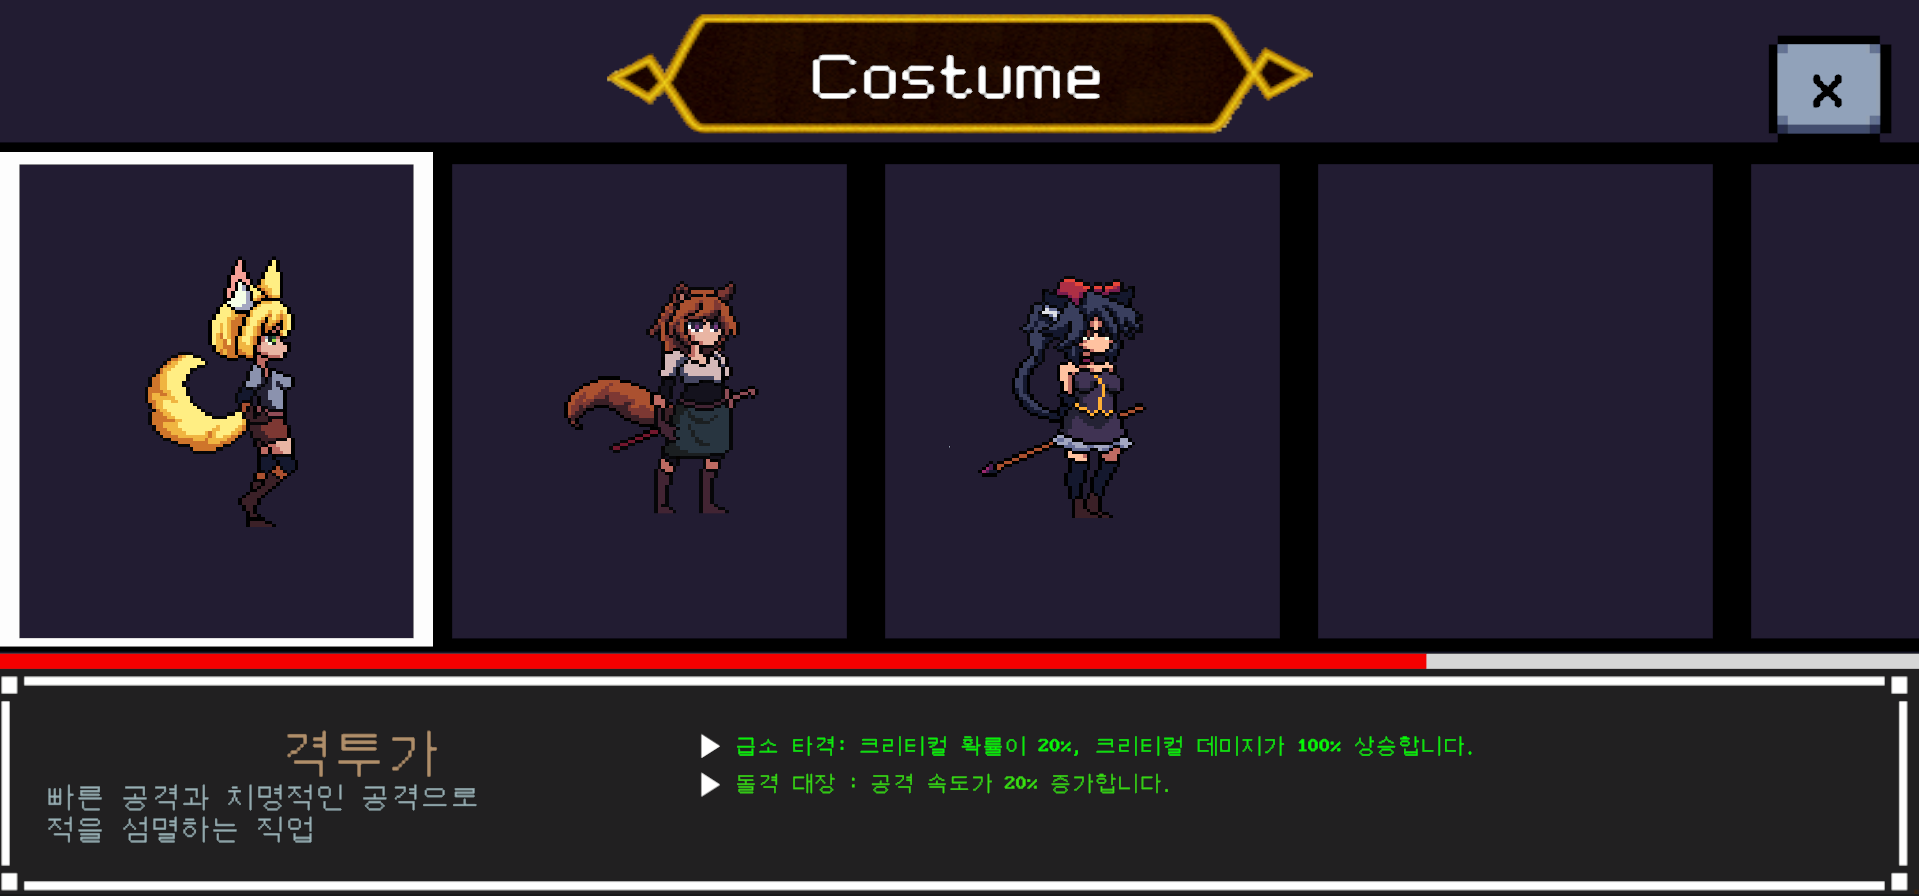 Costume
x
격투가
빠른 공격과 치명적인 공격으로
적을 섬멸하는 직업
▶ 급소 타격: 크리티컬 확률이 20%, 크리티컬 데미지가 100% 상승합니다.
▶ 돌격 대장 : 공격 속도가 20% 증가합니다.